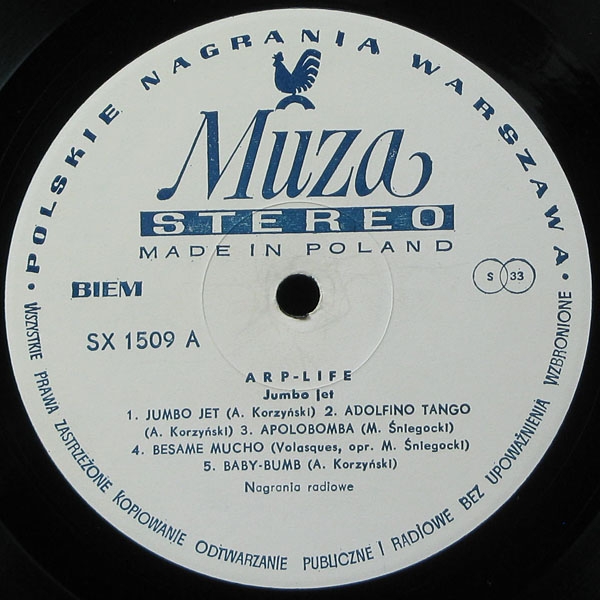 POLSKIE NAGRANIA WARSZAWA
Muza
STEREO
MADE IN POLAND
BIEM
S 33
SX 1509 A
ARP-LIFE
Jumbo Jet
1. JUMBO JET (A. Korzyński) 2. ADOLFINO TANGO
(A. Korzyński) 3. APOLOBOMBA (M. Śniegocki)
4. BESAME MUCHO (Volasques, opr. M. Śniegocki)
5. BABY-BUMB (A. Korzyński)
Nagrania radiowe
WSZYSTKIE PRAWA ZASTRZEŻONE KOPIOWANIE ODTWARZANIE PUBLICZNE I RADIOWE BEZ UPOWAŻNIENIA WZBRONIONE